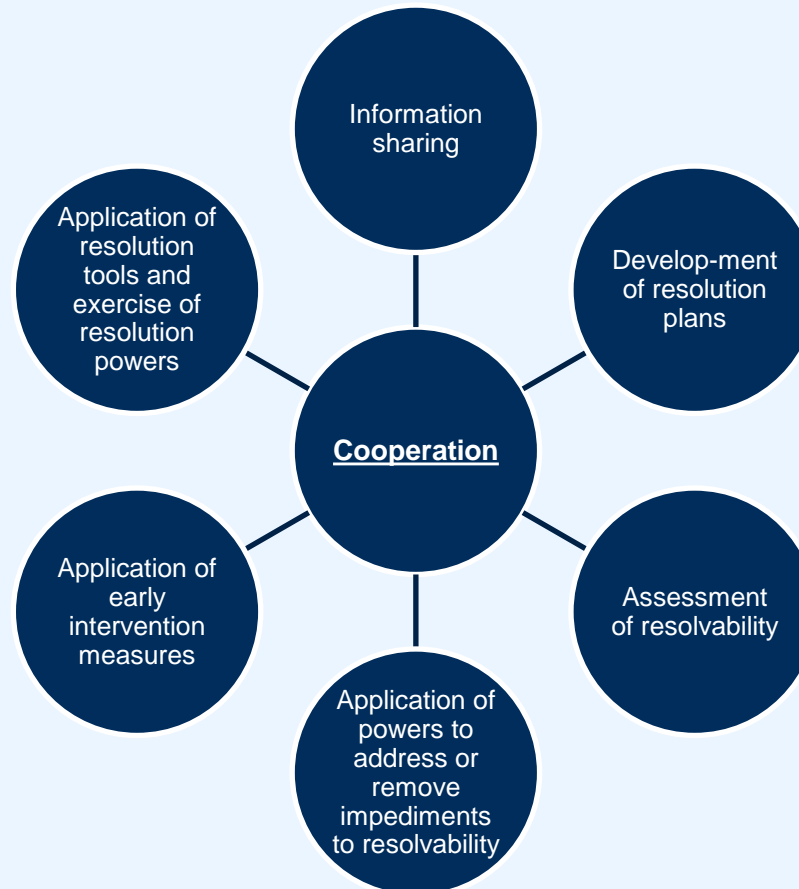 Information
sharing
Develop-ment
of resolution
plans
Assessment
of resolvability
Application of
powers to
address or
remove
impediments
to resolvability
Application of
early
intervention
measures
Application of
resolution
tools and
exercise of
resolution
powers
Cooperation